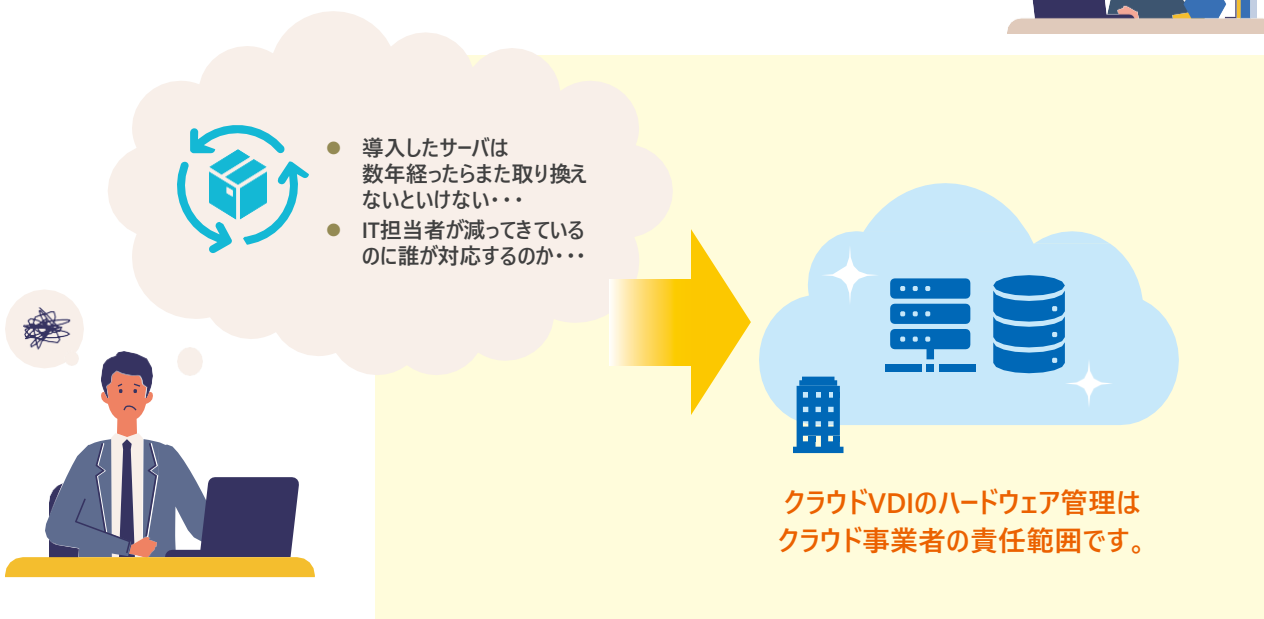 ● 導入したサーバは
数年経ったらまた取り換え
ないといけない・・・
● IT担当者が減ってきている
のに誰が対応するのか・・・
クラウドVDIのハードウェア管理は
クラウド事業者の責任範囲です。